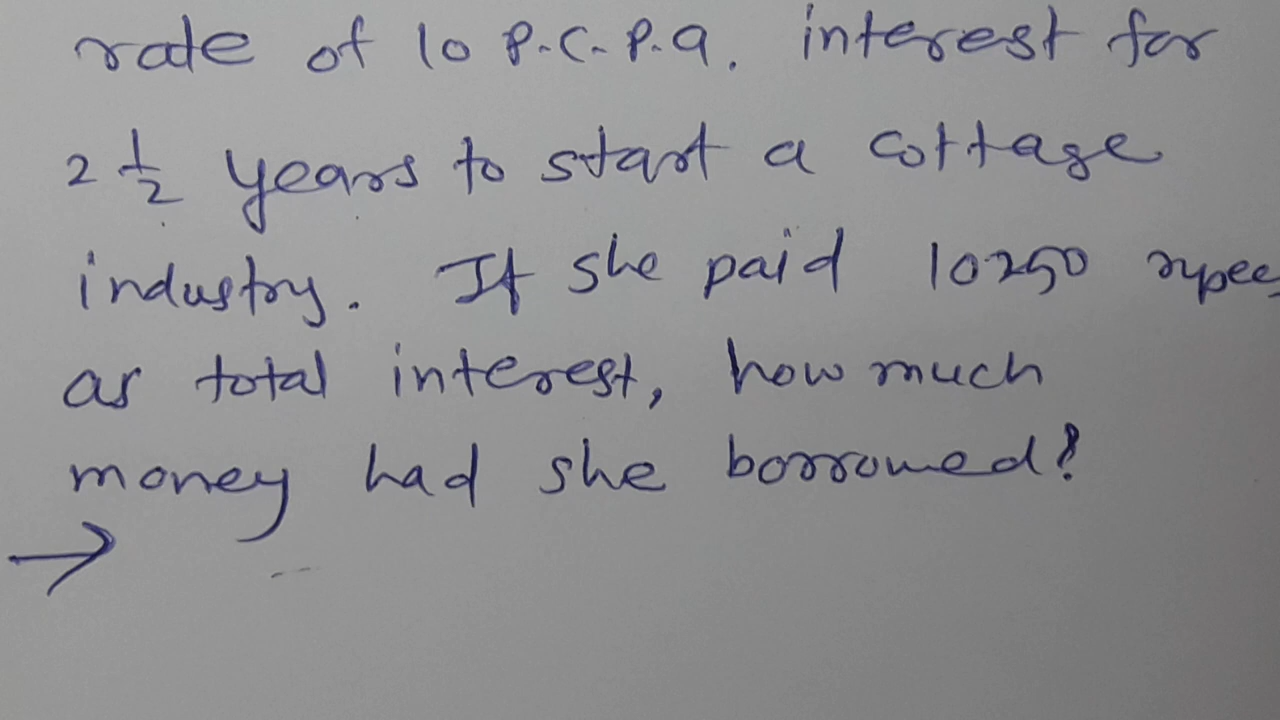 rate of 10 P.C.P.a. interest for
2 1/2 years to start a cottage
industry. If she paid 10250 rupees
as total interest, how much
money had she borrowed?
→